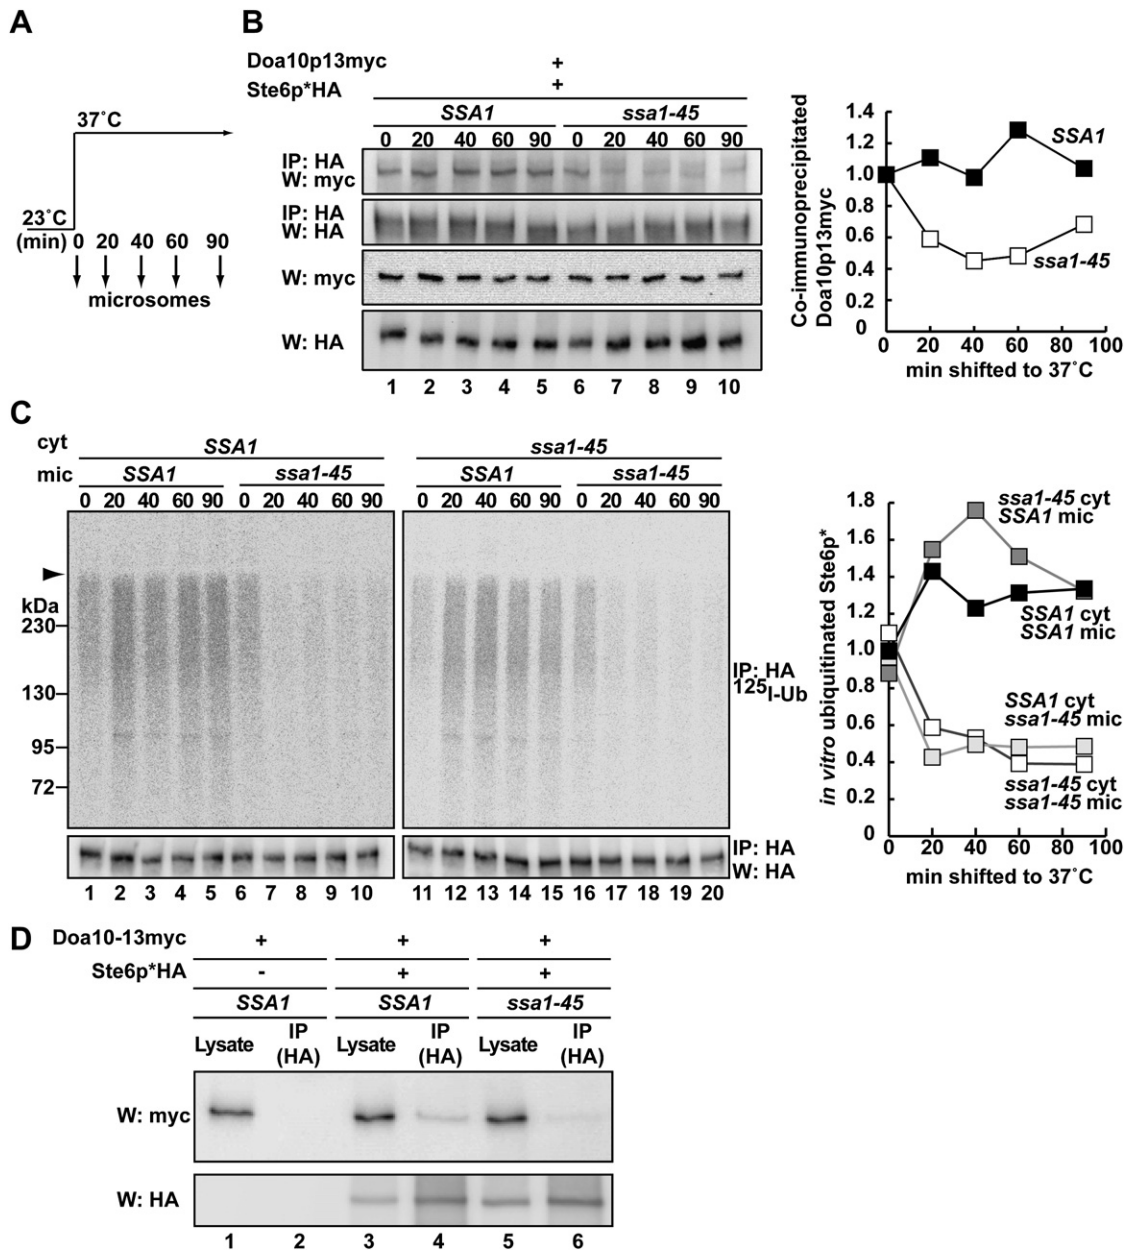 A
37˚C
23˚C
(min) 0 20 40 60 90
microsomes
B
Doa10p13myc +
Ste6p*HA +
SSA1 ssa1-45
0 20 40 60 90 0 20 40 60 90
IP: HA
W: myc
IP: HA
W: HA
W: myc
W: HA
1 2 3 4 5 6 7 8 9 10
Co-immunoprecipitated
Doa10p13myc
1.4
1.2
1.0
0.8
0.6
0.4
0.2
0
SSA1
ssa1-45
0 20 40 60 80 100
min shifted to 37˚C
C
cyt SSA1 ssa1-45
mic SSA1 ssa1-45 SSA1 ssa1-45
0 20 40 60 90 0 20 40 60 90 0 20 40 60 90 0 20 40 60 90
kDa
230
130
95
72
IP: HA
125I-Ub
IP: HA
W: HA
1 2 3 4 5 6 7 8 9 10 11 12 13 14 15 16 17 18 19 20
in vitro ubiquitinated Ste6p*
1.8
1.6
1.4
1.2
1.0
0.8
0.6
0.4
0.2
0
ssa1-45 cyt
SSA1 mic
SSA1 cyt
SSA1 mic
SSA1 cyt
ssa1-45 mic
ssa1-45 cyt
ssa1-45 mic
0 20 40 60 80 100
min shifted to 37˚C
D
Doa10-13myc + + +
Ste6p*HA - + +
SSA1 SSA1 ssa1-45
Lysate IP (HA) Lysate IP (HA) Lysate IP (HA)
W: myc
W: HA
1 2 3 4 5 6